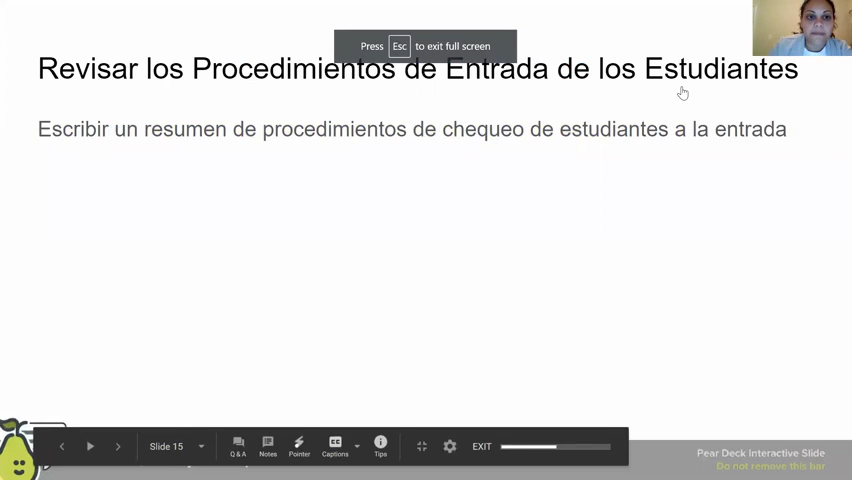 Press Esc to exit full screen
Revisar los Procedimientos de Entrada de los Estudiantes
Escribir un resumen de procedimientos de chequeo de estudiantes a la entrada
Slide 15
Q & A
Notes
Pointer
CC
Captions
Tips
EXIT
Pear Deck Interactive Slide
Do not remove this bar